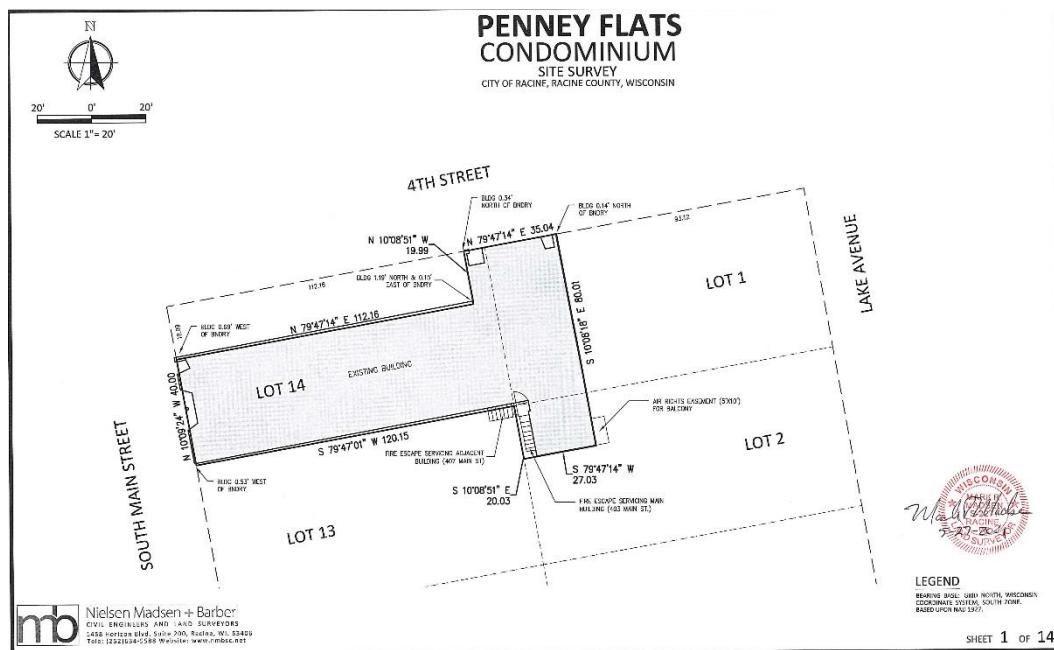 PENNEY FLATS
CONDOMINIUM
SITE SURVEY
CITY OF RACINE, RACINE COUNTY, WISCONSIN
N
20' 0' 20'
SCALE 1"= 20'
4TH STREET
BLDG 0.34'
NORTH OF BNDRY
BLDG 0.14' NORTH
OF BNDRY
N 10°08'51" W
19.99
N 79°47'14" E 35.04
93.12
BLDG 1.19' NORTH & 0.15'
EAST OF BNDRY
112.16
LOT 1
LAKE AVENUE
N 79°47'14" E 112.16
S 10°08'18" E 80.01
BLDG 0.69' WEST
OF BNDRY
EXISTING BUILDING
LOT 14
N 10°09'24" W 40.00
AIR RIGHTS EASEMENT (5'X10')
FOR BALCONY
S 79°47'01" W 120.15
LOT 2
FIRE ESCAPE SERVICING ADJACENT
BUILDING (407 MAIN ST)
SOUTH MAIN STREET
BLDG 0.53' WEST
OF BNDRY
S 79°47'14" W
27.03
S 10°08'51" E
20.03
FIRE ESCAPE SERVICING MAIN
BUILDING (403 MAIN ST.)
LOT 13
WISCONSIN
MARK R.
MADSEN
RACINE
LAND SURVEYOR
LEGEND
BEARING BASE: GRID NORTH, WISCONSIN
COORDINATE SYSTEM, SOUTH ZONE.
BASED UPON NAD 1927.
mb
Nielsen Madsen + Barber
CIVIL ENGINEERS AND LAND SURVEYORS
1458 Horizon Blvd. Suite 200, Racine, WI. 53406
Tele: (262)634-5588 Website: www.nmbsc.net
SHEET 1 OF 14